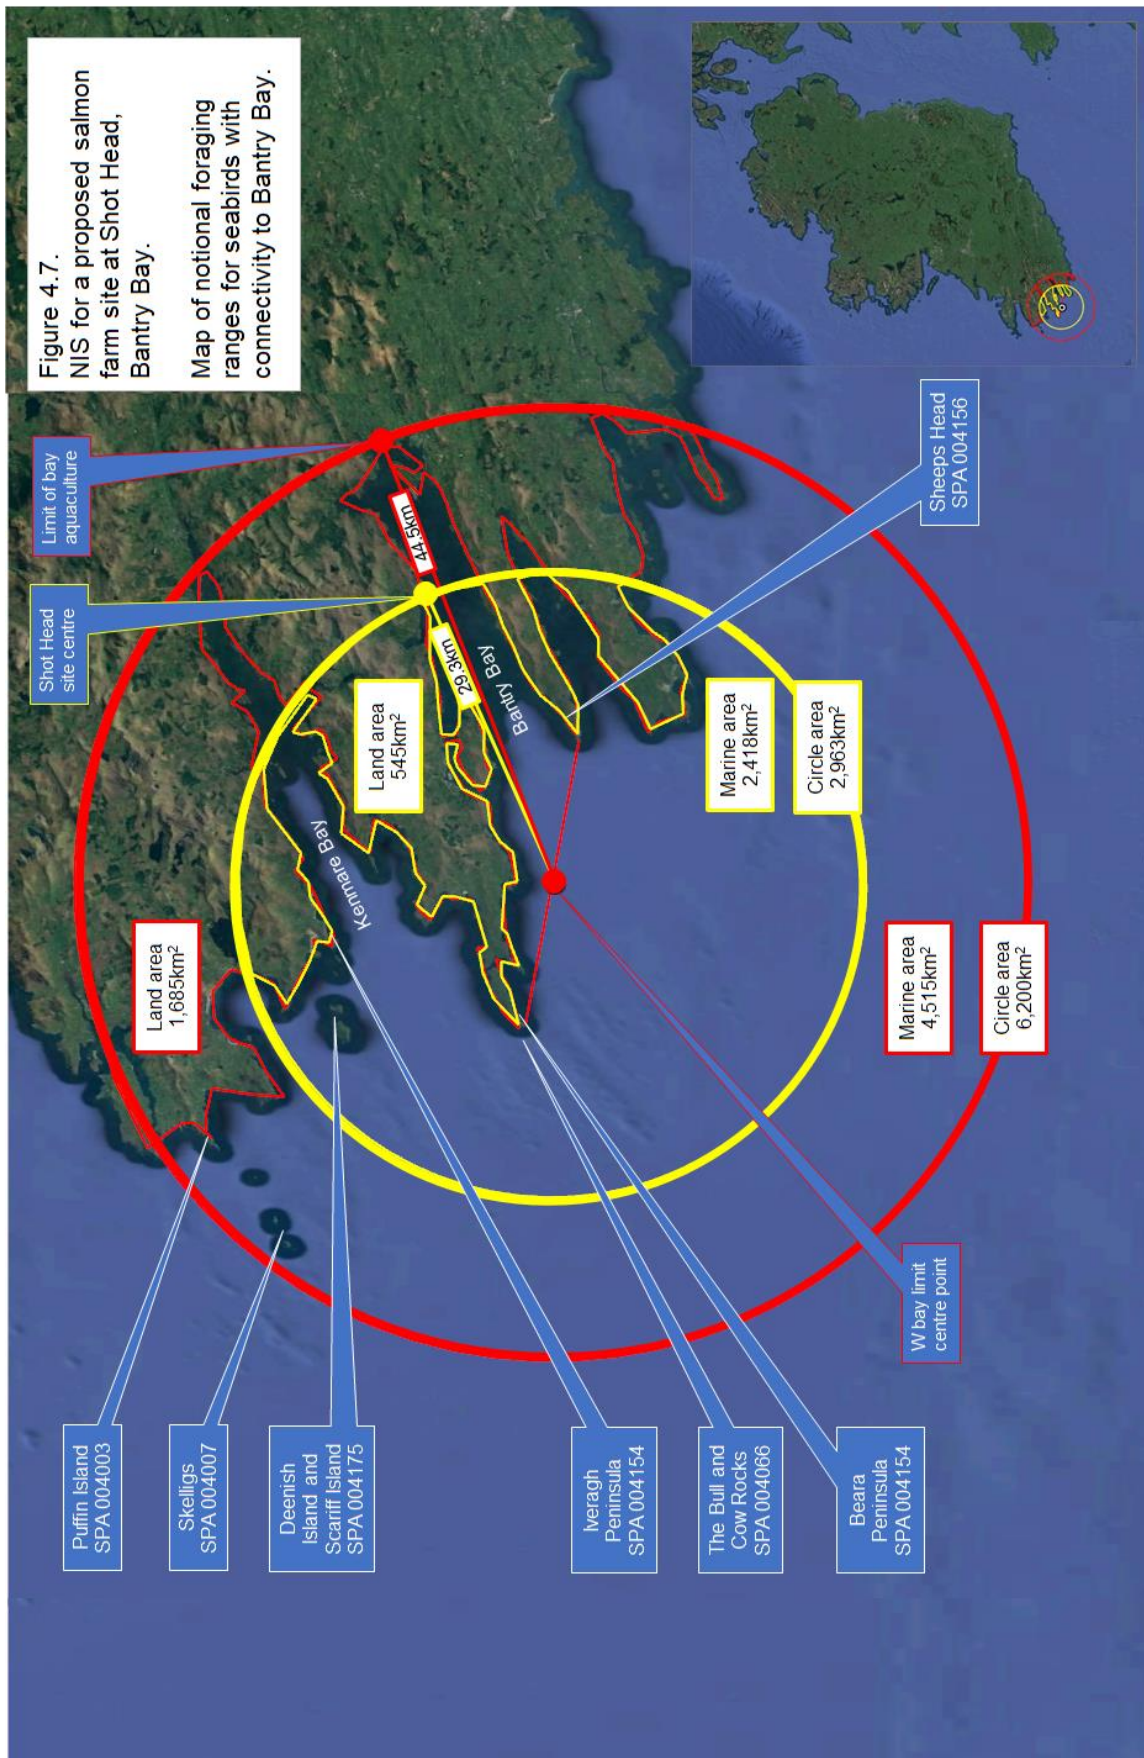 Figure 4.7.
NIS for a proposed salmon
farm site at Shot Head,
Bantry Bay.
Map of notional foraging
ranges for seabirds with
connectivity to Bantry Bay.
Limit of bay
aquaculture
Shot Head
site centre
44.5km
29.3km
Land area
1,685km²
Land area
545km²
Kenmare Bay
Bantry Bay
Sheeps Head
SPA 004156
Marine area
2,418km²
Circle area
2,963km²
Marine area
4,515km²
Circle area
6,200km²
W bay limit
centre point
Puffin Island
SPA 004003
Skelligs
SPA 004007
Deenish
Island and
Scariff Island
SPA 004175
Iveragh
Peninsula
SPA 004154
The Bull and
Cow Rocks
SPA 004066
Beara
Peninsula
SPA 004154